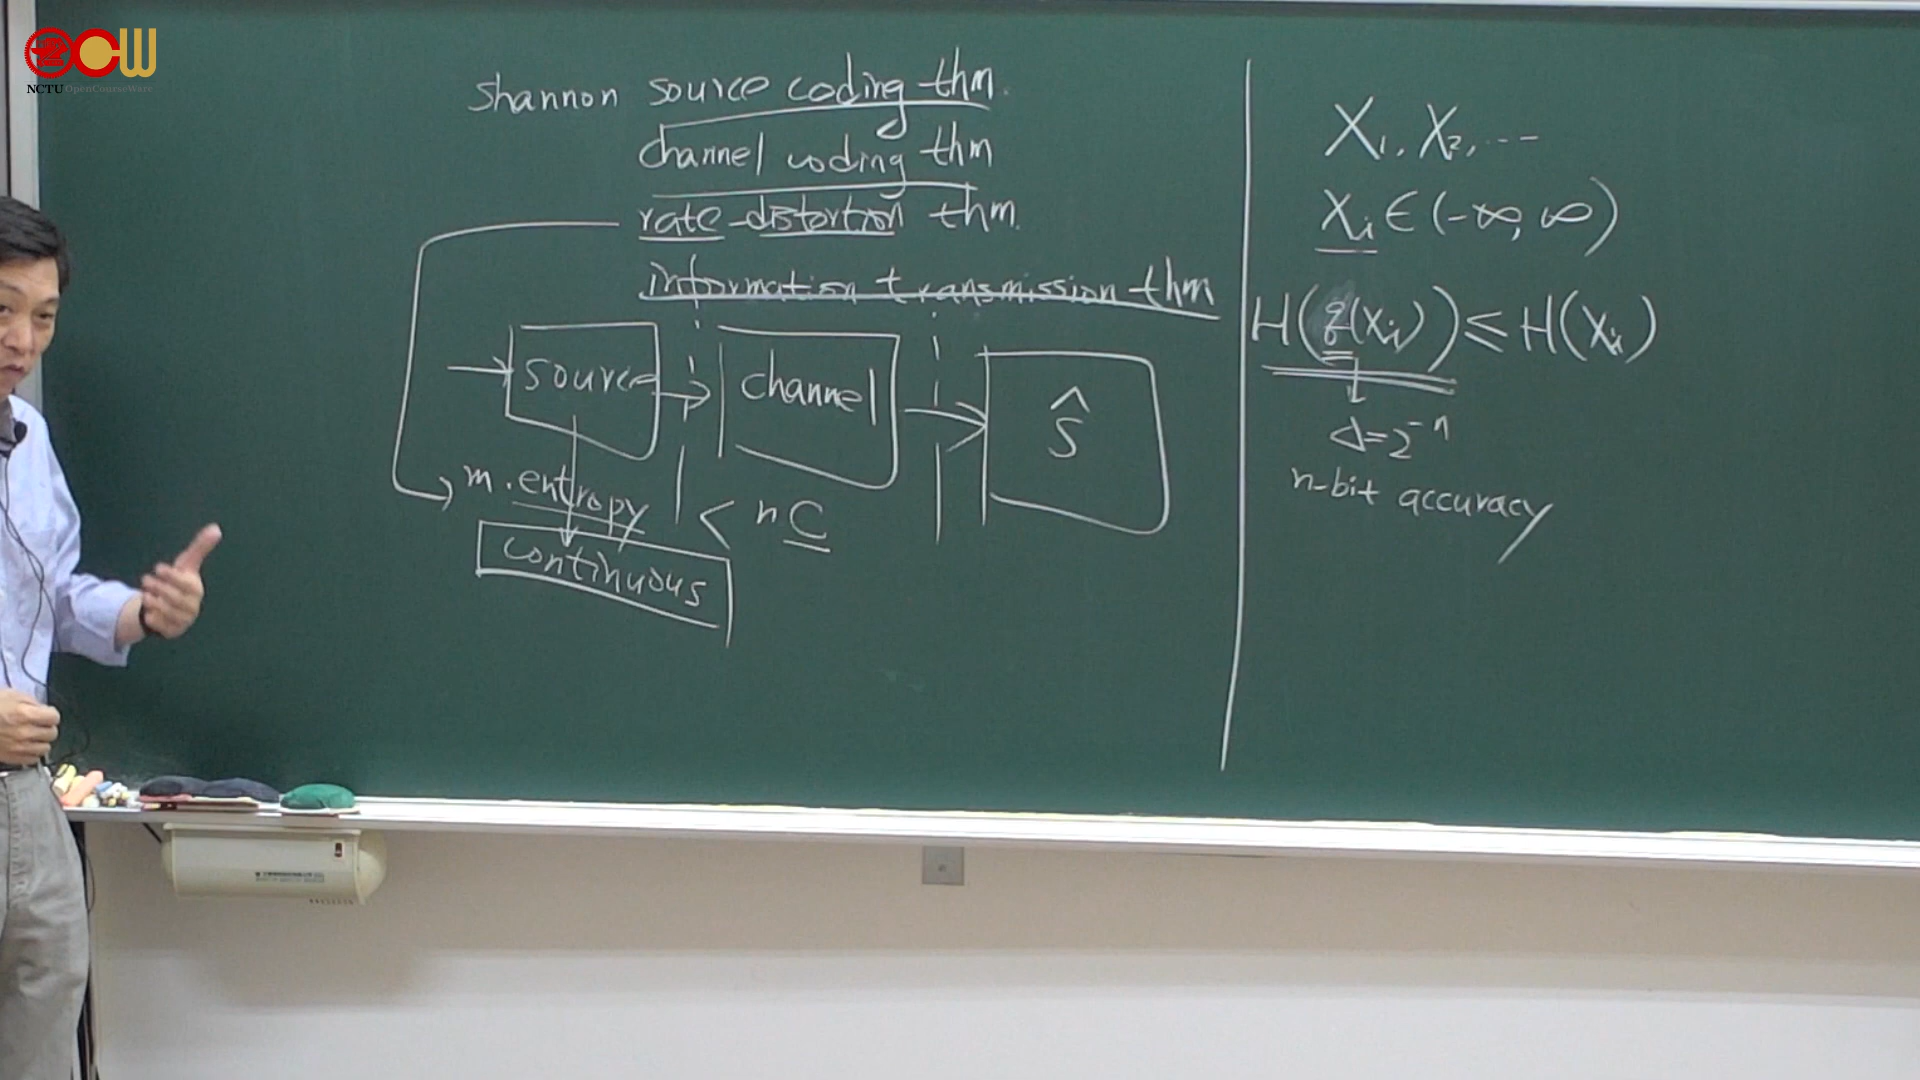 OCW
NCTU OpenCourseWare
Shannon source coding thm.
channel coding thm
rate-distortion thm.
information transmission thm
source
channel
Ŝ
m. entropy < nC
continuous
X₁, X₂, ...
Xᵢ ∈ (-∞, ∞)
H(q(Xᵢ)) ≤ H(Xᵢ)
Δ=2⁻ⁿ
n-bit accuracy